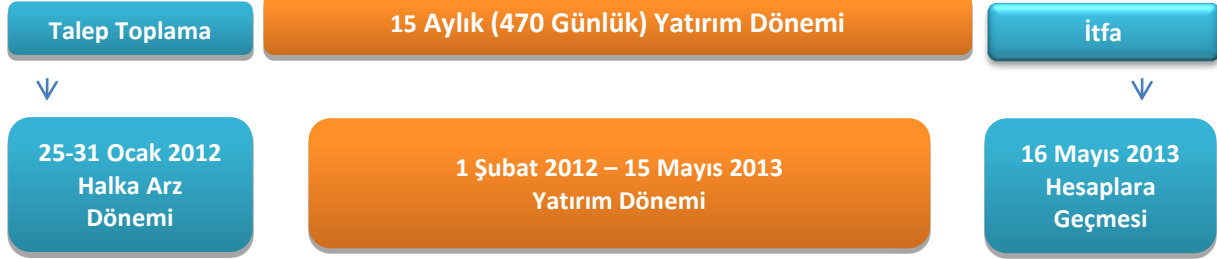 Talep Toplama
15 Aylık (470 Günlük) Yatırım Dönemi
İtfa
25-31 Ocak 2012
Halka Arz
Dönemi
1 Şubat 2012 – 15 Mayıs 2013
Yatırım Dönemi
16 Mayıs 2013
Hesaplara
Geçmesi